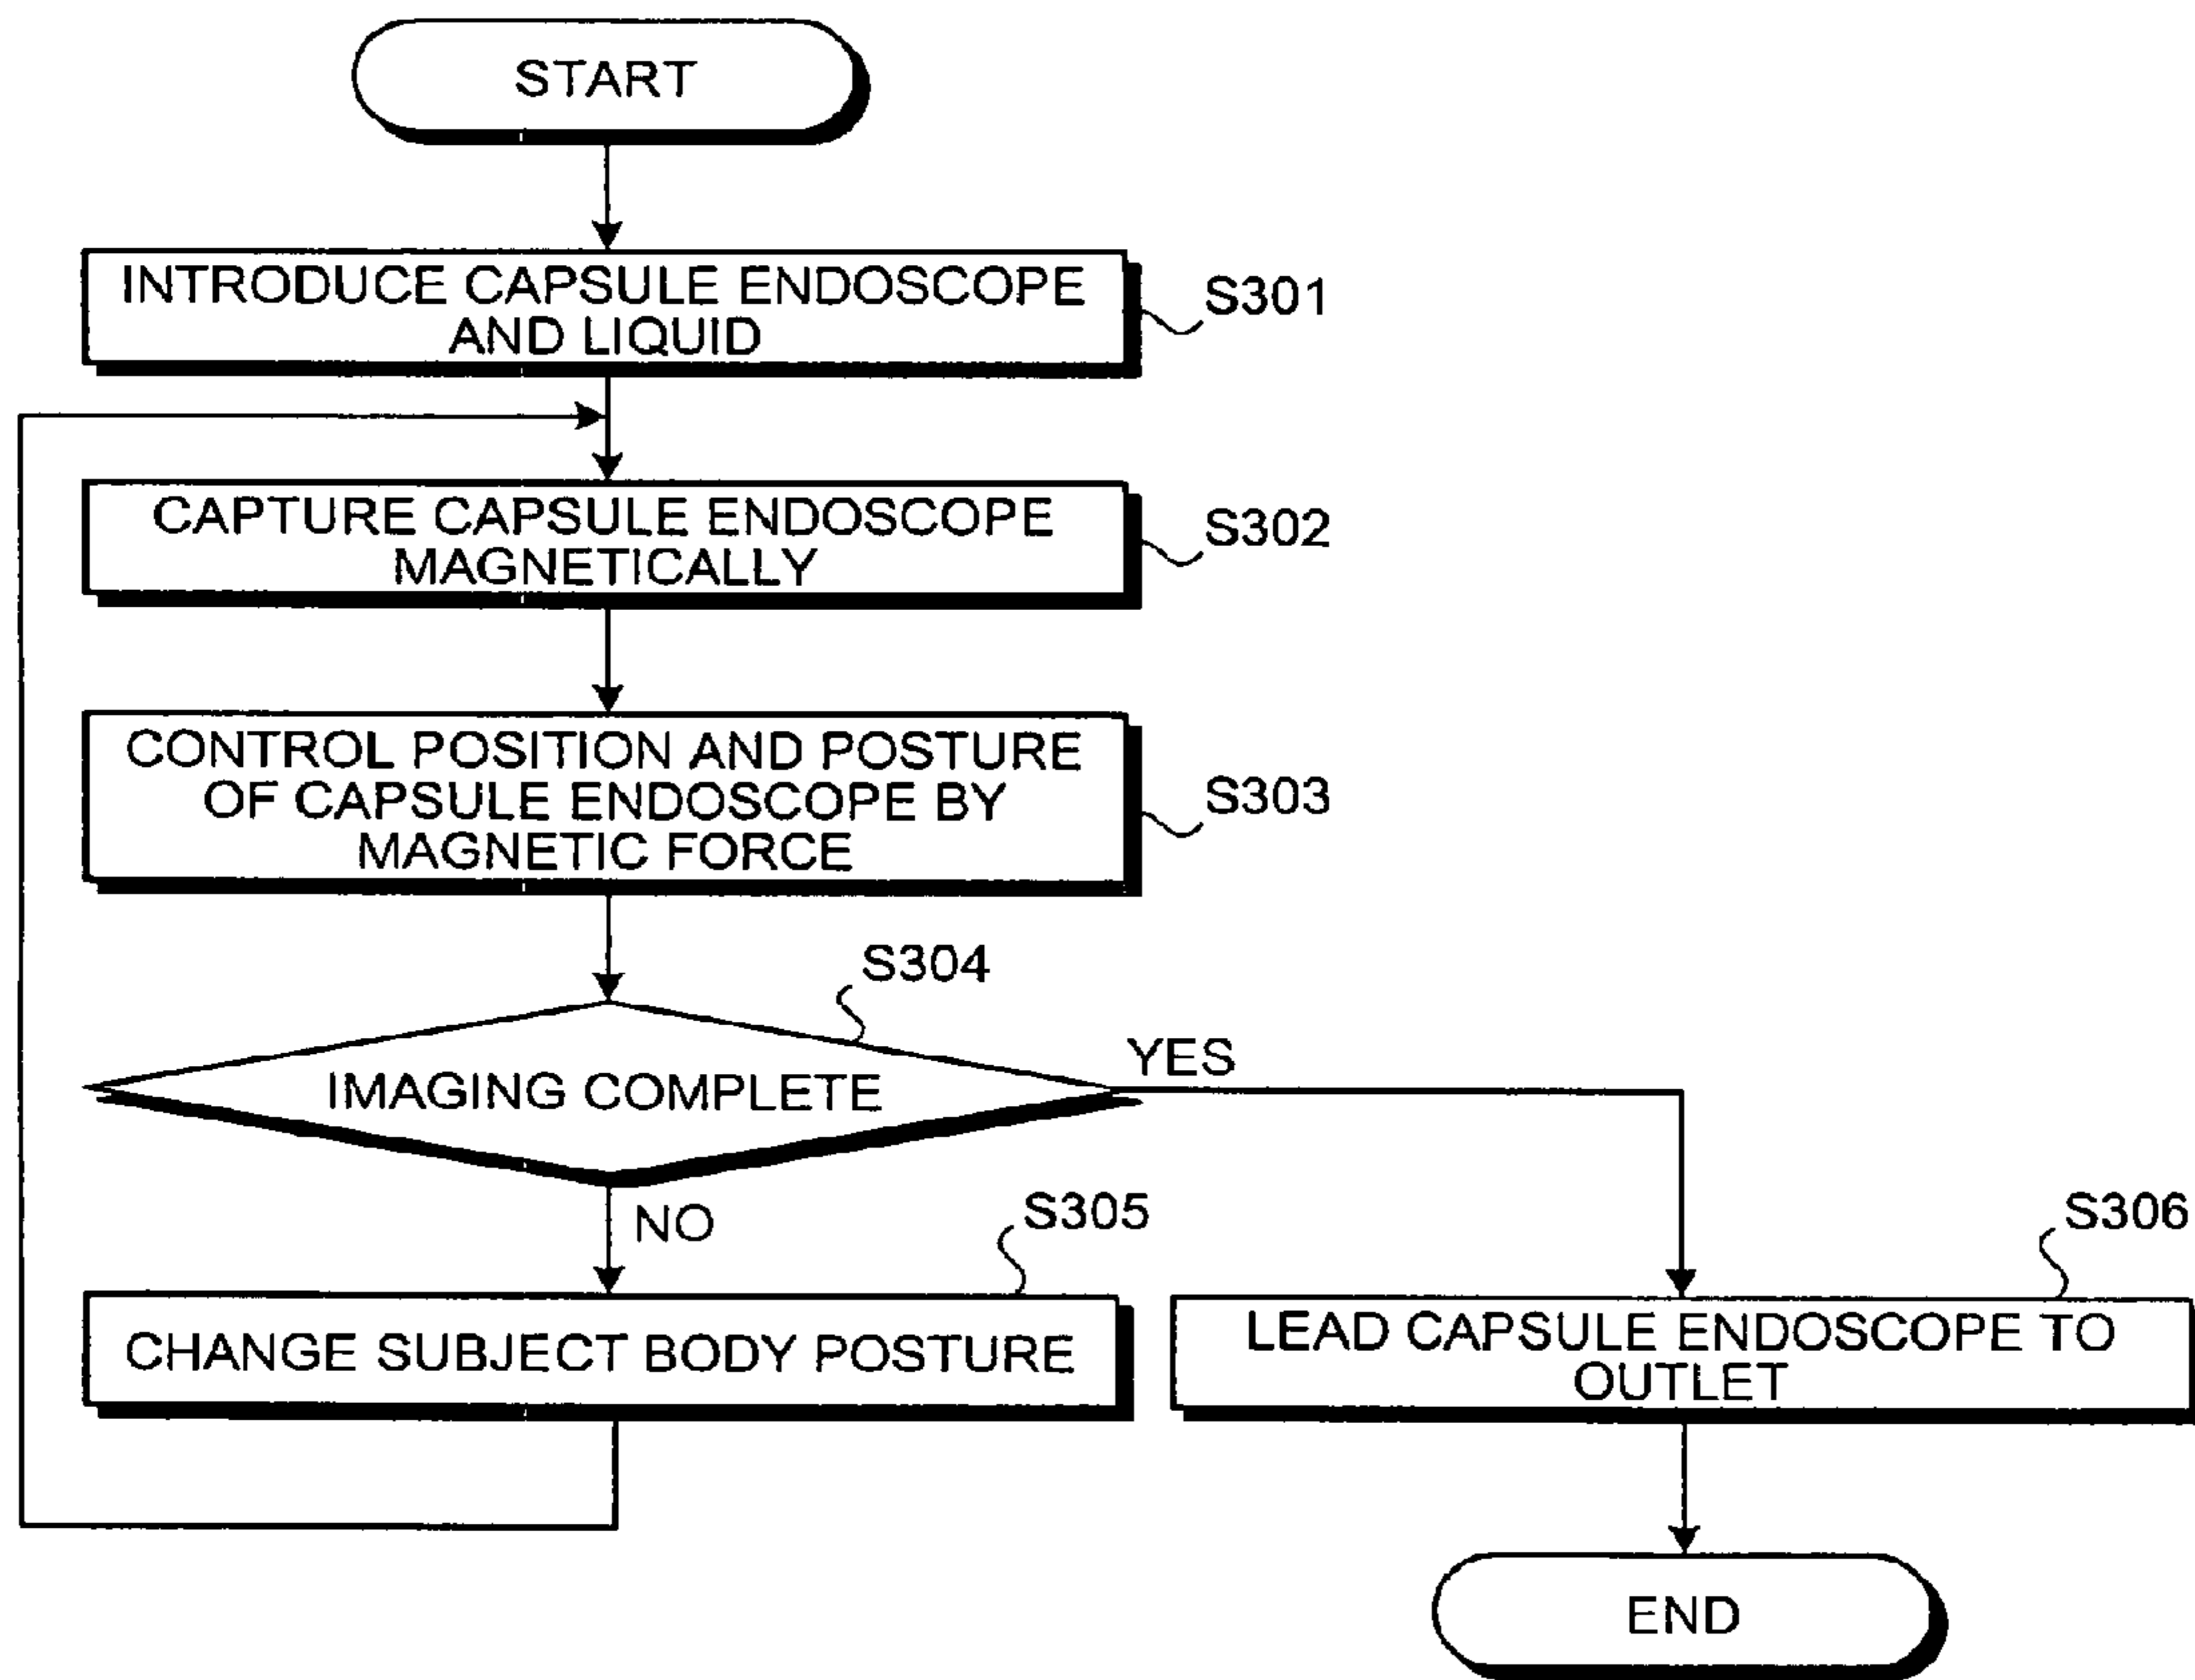 START
INTRODUCE CAPSULE ENDOSCOPE
AND LIQUID
S301
CAPTURE CAPSULE ENDOSCOPE
MAGNETICALLY
S302
CONTROL POSITION AND POSTURE
OF CAPSULE ENDOSCOPE BY
MAGNETIC FORCE
S303
S304
IMAGING COMPLETE
YES
NO
S305
CHANGE SUBJECT BODY POSTURE
S306
LEAD CAPSULE ENDOSCOPE TO
OUTLET
END